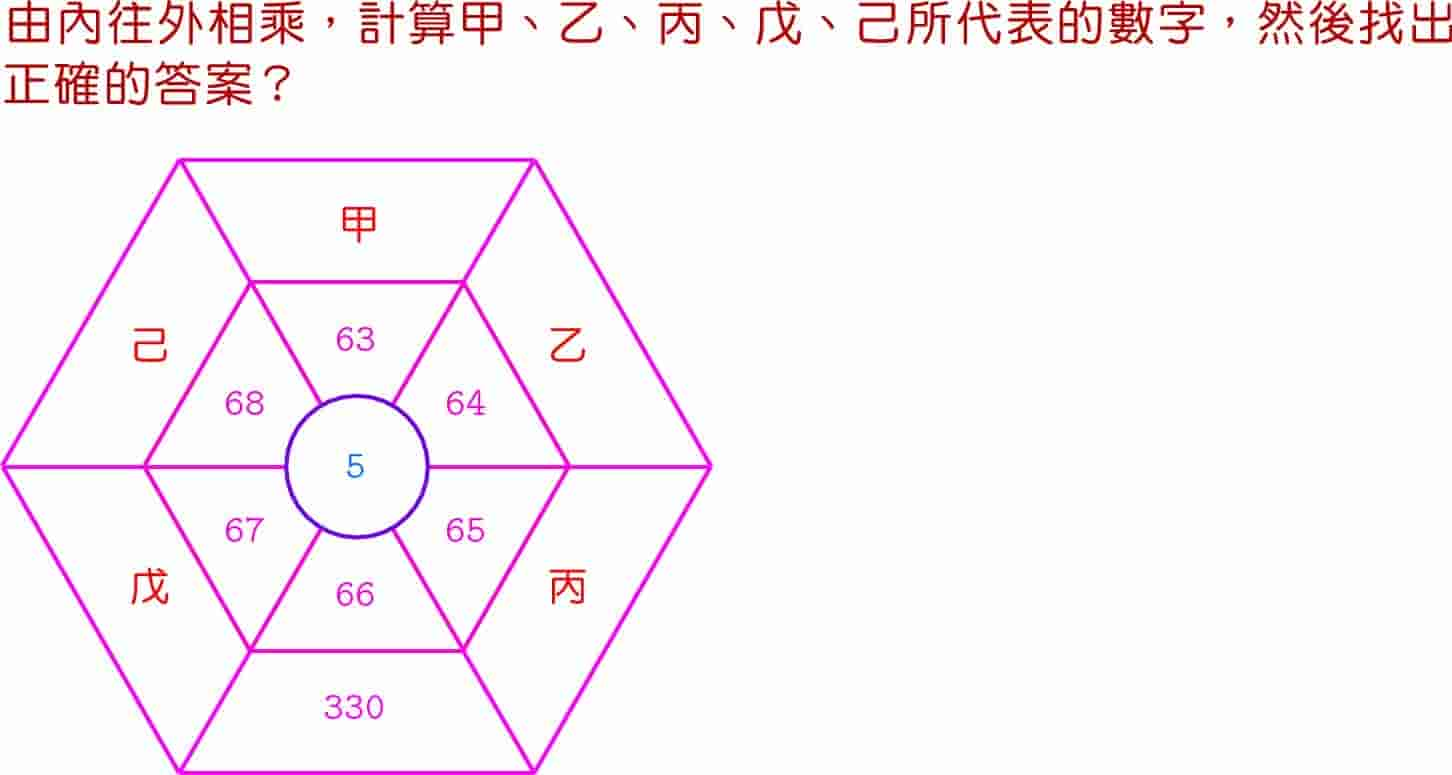 由內往外相乘，計算甲、乙、丙、戊、己所代表的數字，然後找出
正確的答案？
甲
己
63
乙
68
64
5
67
65
戊
66
丙
330